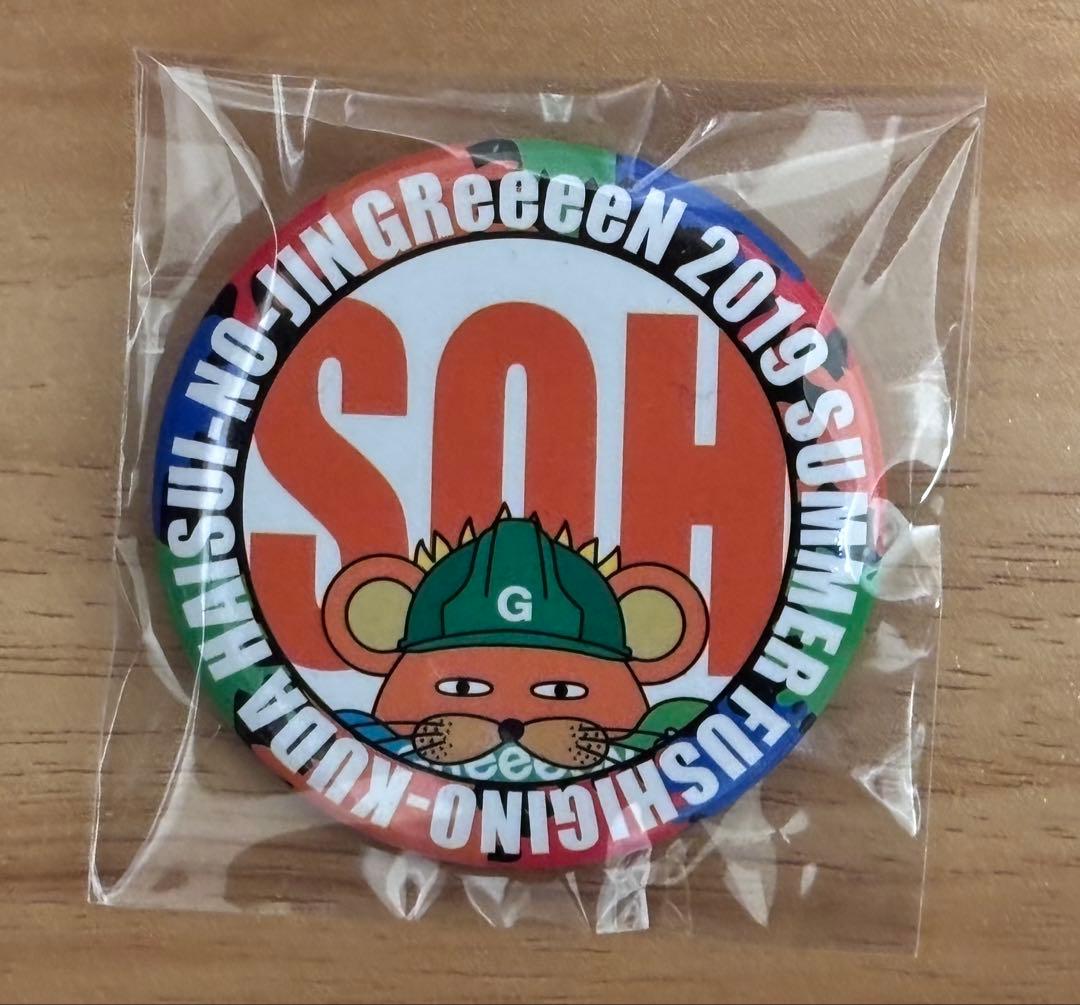 GReeeeN 2019 SUMMER FUSHIGINO-KUDA HAISUI-NO-JIN
SOH
G